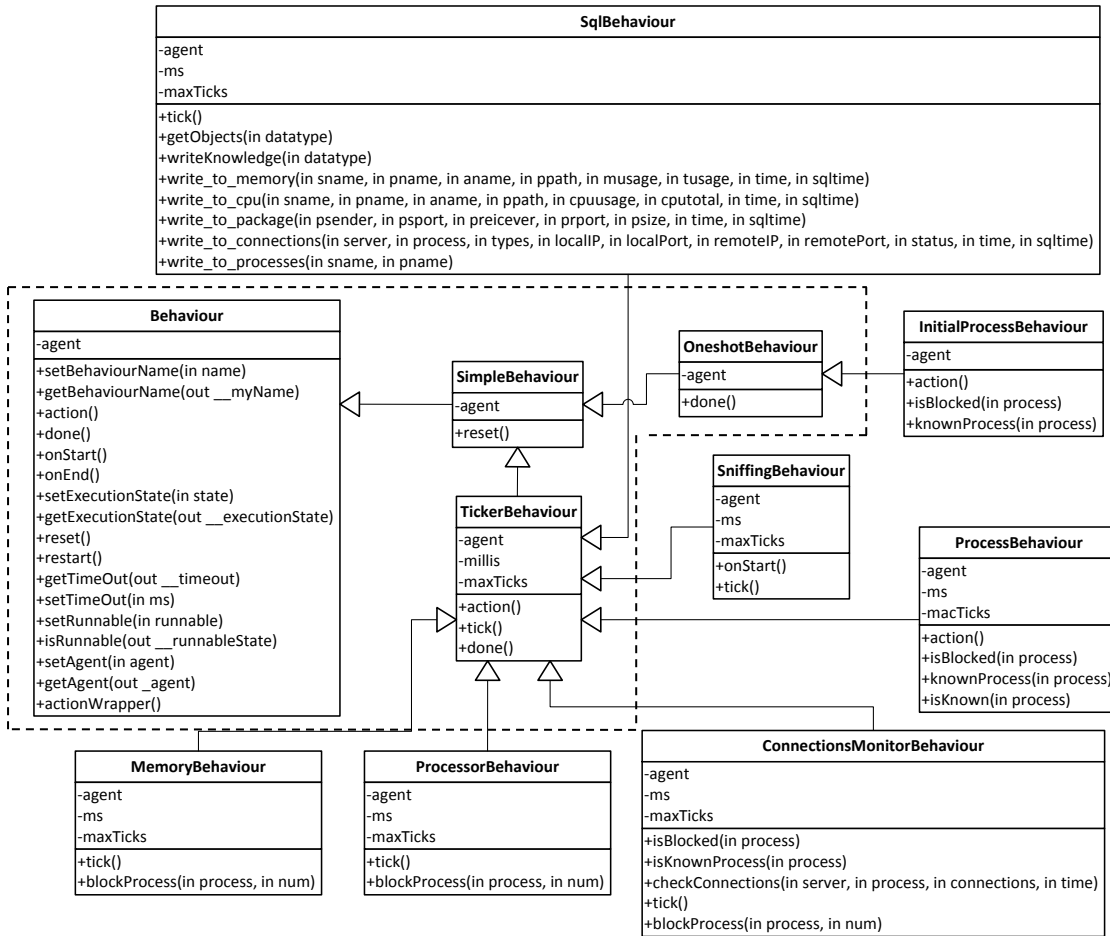 SqlBehaviour
-agent
-ms
-maxTicks
+tick()
+getObjects(in datatype)
+writeKnowledge(in datatype)
+write_to_memory(in sname, in pname, in aname, in ppath, in musage, in tusage, in time, in sqltime)
+write_to_cpu(in sname, in pname, in aname, in ppath, in cpuusage, in cputotal, in time, in sqltime)
+write_to_package(in psender, in psport, in preicever, in prport, in psize, in time, in sqltime)
+write_to_connections(in server, in process, in types, in localIP, in localPort, in remoteIP, in remotePort, in status, in time, in sqltime)
+write_to_processes(in sname, in pname)
Behaviour
-agent
+setBehaviourName(in name)
+getBehaviourName(out __myName)
+action()
+done()
+onStart()
+onEnd()
+setExecutionState(in state)
+getExecutionState(out __executionState)
+reset()
+restart()
+getTimeOut(out __timeout)
+setTimeOut(in ms)
+setRunnable(in runnable)
+isRunnable(out __runnableState)
+setAgent(in agent)
+getAgent(out _agent)
+actionWrapper()
SimpleBehaviour
-agent
+reset()
OneshotBehaviour
-agent
+done()
InitialProcessBehaviour
-agent
+action()
+isBlocked(in process)
+knownProcess(in process)
TickerBehaviour
-agent
-millis
-maxTicks
+action()
+tick()
+done()
SniffingBehaviour
-agent
-ms
-maxTicks
+onStart()
+tick()
ProcessBehaviour
-agent
-ms
-macTicks
+action()
+isBlocked(in process)
+knownProcess(in process)
+isKnown(in process)
MemoryBehaviour
-agent
-ms
-maxTicks
+tick()
+blockProcess(in process, in num)
ProcessorBehaviour
-agent
-ms
-maxTicks
+tick()
+blockProcess(in process, in num)
ConnectionsMonitorBehaviour
-agent
-ms
-maxTicks
+isBlocked(in process)
+isKnownProcess(in process)
+checkConnections(in server, in process, in connections, in time)
+tick()
+blockProcess(in process, in num)